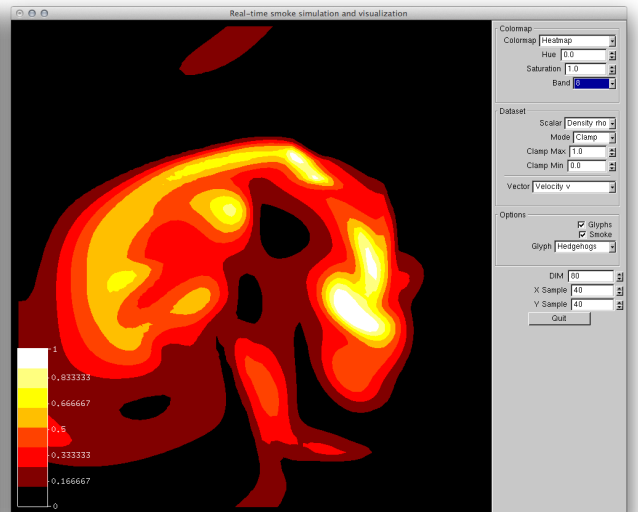 Real-time smoke simulation and visualization
Colormap
Colormap Heatmap
Hue 0.0
Saturation 1.0
Band 8
Dataset
Scalar Density rho
Mode Clamp
Clamp Max 1.0
Clamp Min 0.0
Vector Velocity v
Options
Glyphs
Smoke
Glyph Hedgehogs
DIM 80
X Sample 40
Y Sample 40
Quit
1
0.833333
0.666667
0.5
0.333333
0.166667
0